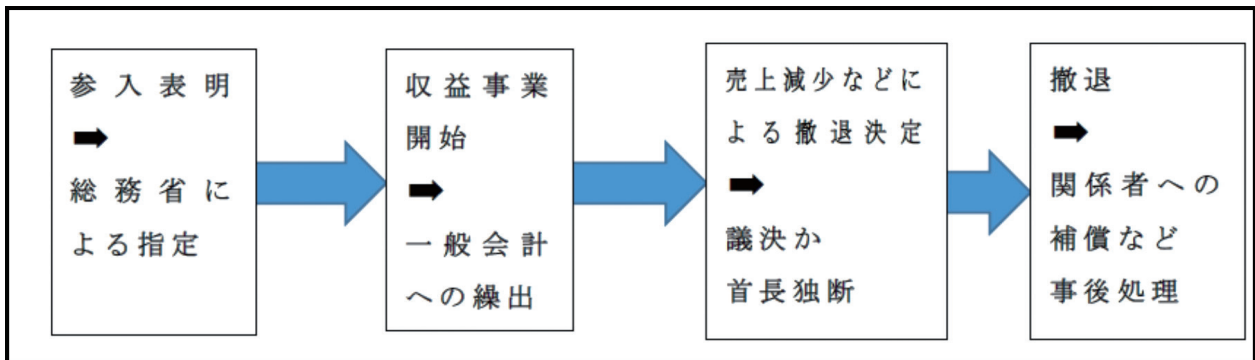 参入表明
➡
総務省に
よる指定
収益事業
開始
➡
一般会計
への繰出
売上減少などに
よる撤退決定
➡
議決か
首長独断
撤退
➡
関係者への
補償など
事後処理